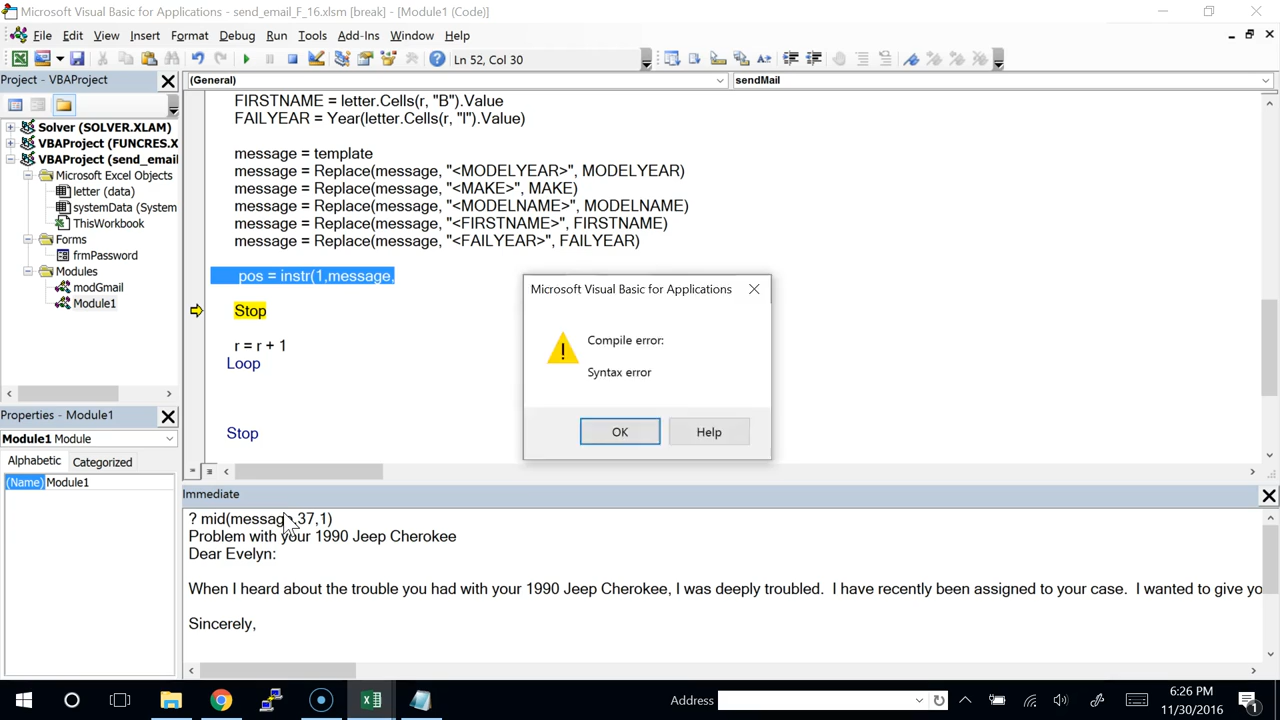 Microsoft Visual Basic for Applications - send_email_F_16.xlsm [break] - [Module1 (Code)]
File Edit View Insert Format Debug Run Tools Add-Ins Window Help
Ln 52, Col 30
Project - VBAProject
(General)
sendMail
Solver (SOLVER.XLAM)
VBAProject (FUNCRES.X
VBAProject (send_email
Microsoft Excel Objects
letter (data)
systemData (System
ThisWorkbook
Forms
frmPassword
Modules
modGmail
Module1
FIRSTNAME = letter.Cells(r, "B").Value
FAILYEAR = Year(letter.Cells(r, "I").Value)
message = template
message = Replace(message, "<MODELYEAR>", MODELYEAR)
message = Replace(message, "<MAKE>", MAKE)
message = Replace(message, "<MODELNAME>", MODELNAME)
message = Replace(message, "<FIRSTNAME>", FIRSTNAME)
message = Replace(message, "<FAILYEAR>", FAILYEAR)
pos = instr(1,message,
Stop
r = r + 1
Loop
Stop
Microsoft Visual Basic for Applications
Compile error:
Syntax error
OK
Help
Properties - Module1
Module1 Module
Alphabetic Categorized
(Name) Module1
Immediate
? mid(message,37,1)
Problem with your 1990 Jeep Cherokee
Dear Evelyn:
When I heard about the trouble you had with your 1990 Jeep Cherokee, I was deeply troubled. I have recently been assigned to your case. I wanted to give yo
Sincerely,
Address
6:26 PM
11/30/2016
1